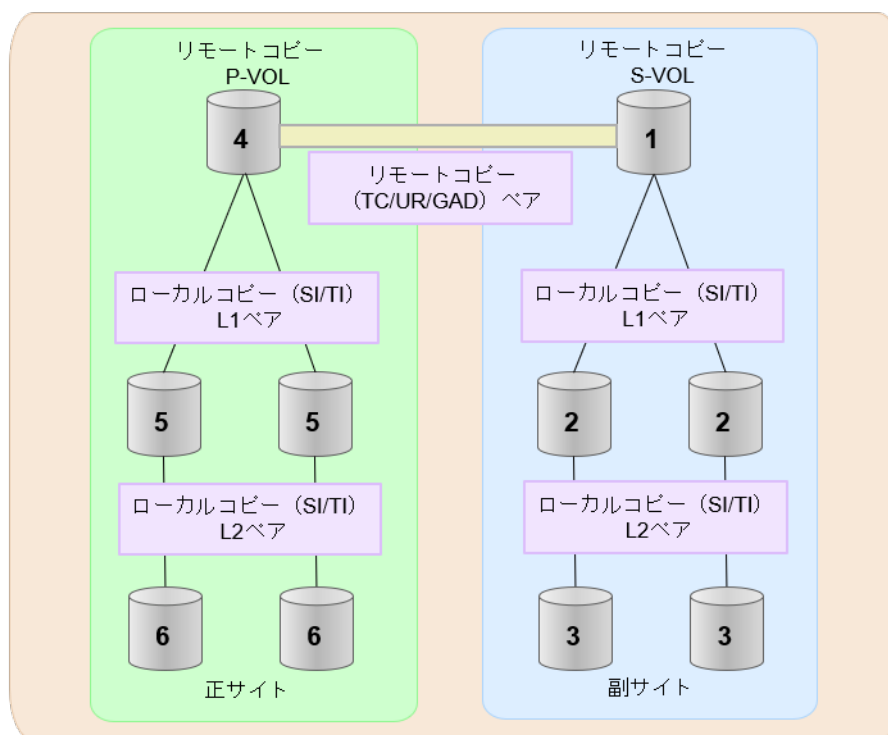 リモートコピー
P-VOL
リモートコピー
S-VOL
4
1
リモートコピー
（TC/UR/GAD）ペア
ローカルコピー（SI/TI）
L1ペア
ローカルコピー（SI/TI）
L1ペア
5
5
2
2
ローカルコピー（SI/TI）
L2ペア
ローカルコピー（SI/TI）
L2ペア
6
6
3
3
正サイト
副サイト